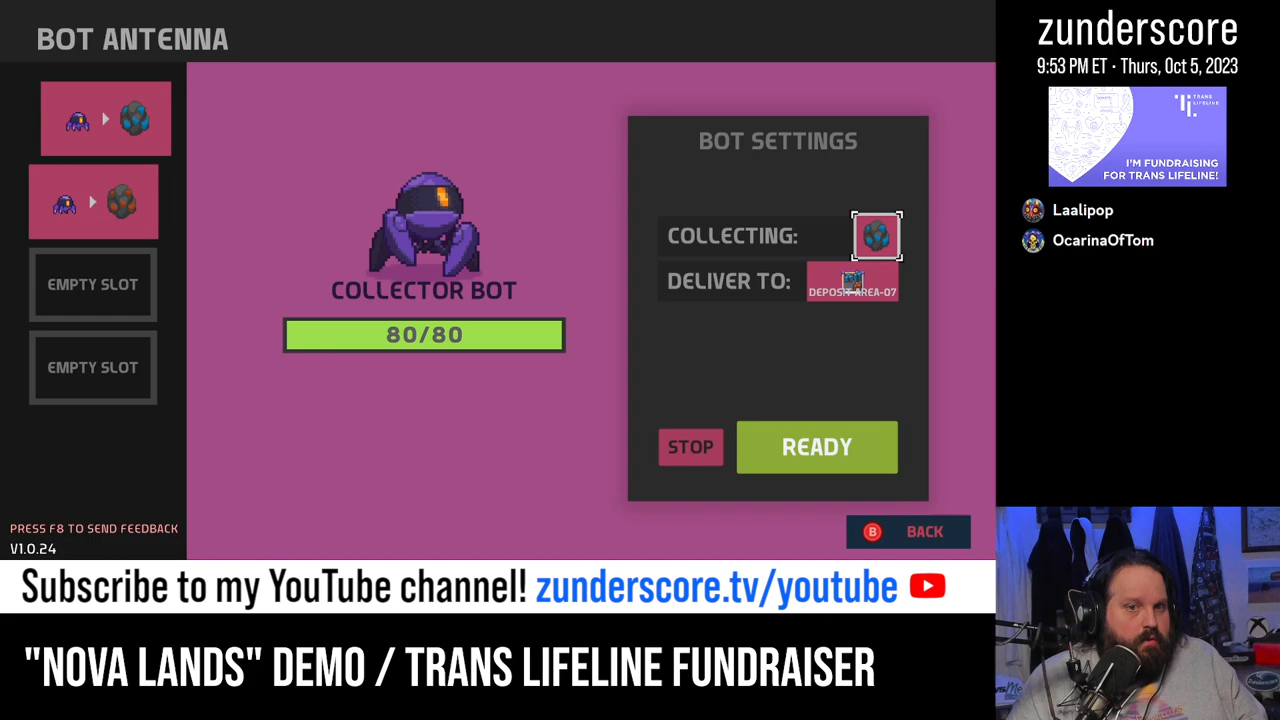 BOT ANTENNA
EMPTY SLOT
EMPTY SLOT
PRESS F8 TO SEND FEEDBACK
V1.0.24
COLLECTOR BOT
80/80
BOT SETTINGS
COLLECTING:
DELIVER TO:
DEPOSIT AREA-07
STOP
READY
B BACK
zunderscore
9:53 PM ET · Thurs, Oct 5, 2023
TRANS
LIFELINE
I'M FUNDRAISING
FOR TRANS LIFELINE!
Laalipop
OcarinaOfTom
Subscribe to my YouTube channel! zunderscore.tv/youtube
"NOVA LANDS" DEMO / TRANS LIFELINE FUNDRAISER